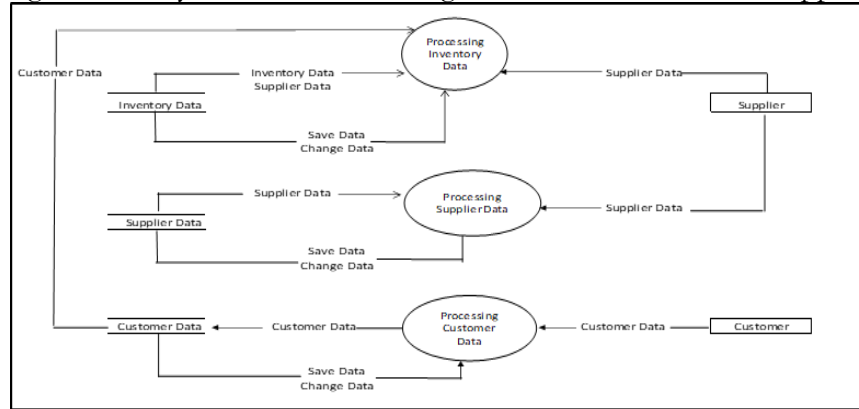 Processing
Inventory
Data
Customer Data
Inventory Data
Supplier Data
Supplier Data
Inventory Data
Supplier
Save Data
Change Data
Supplier Data
Processing
Supplier Data
Supplier Data
Supplier Data
Save Data
Change Data
Processing
Customer
Data
Customer Data
Customer Data
Customer Data
Customer
Save Data
Change Data